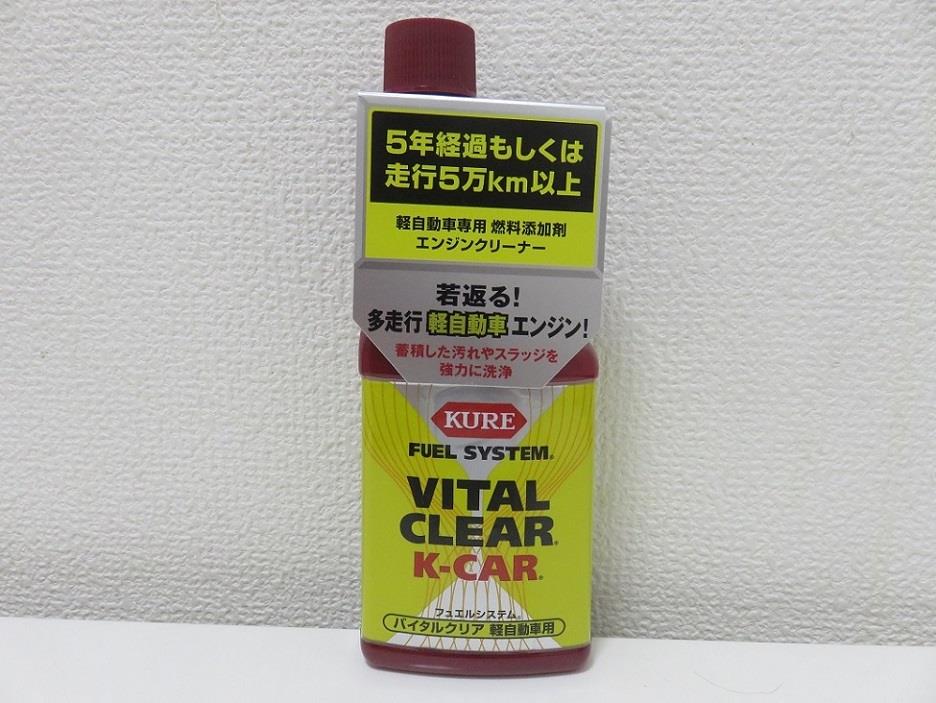 5年経過もしくは
走行5万km以上
軽自動車専用 燃料添加剤
エンジンクリーナー
若返る!
多走行 軽自動車 エンジン!
蓄積した汚れやスラッジを
強力に洗浄
KURE
FUEL SYSTEM®
VITAL
CLEAR®
K-CAR®
フュエルシステム®
バイタルクリア 軽自動車用